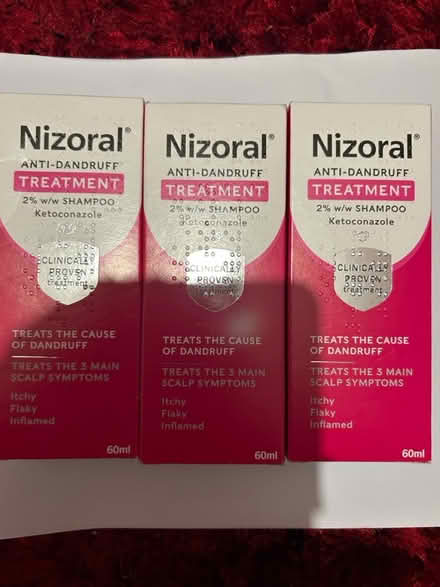 Nizoral®
ANTI-DANDRUFF
TREATMENT
2% w/w SHAMPOO
Ketoconazole
CLINICALLY
PROVEN
treatment
TREATS THE CAUSE
OF DANDRUFF
TREATS THE 3 MAIN
SCALP SYMPTOMS
Itchy
Flaky
Inflamed
60ml
Nizoral®
ANTI-DANDRUFF
TREATMENT
2% w/w SHAMPOO
Ketoconazole
CLINICALLY
PROVEN
treatment
TREATS THE CAUSE
OF DANDRUFF
TREATS THE 3 MAIN
SCALP SYMPTOMS
Itchy
Flaky
Inflamed
60ml
Nizoral®
ANTI-DANDRUFF
TREATMENT
2% w/w SHAMPOO
Ketoconazole
CLINICALLY
PROVEN
treatment
TREATS THE CAUSE
OF DANDRUFF
TREATS THE 3 MAIN
SCALP SYMPTOMS
Itchy
Flaky
Inflamed
60ml